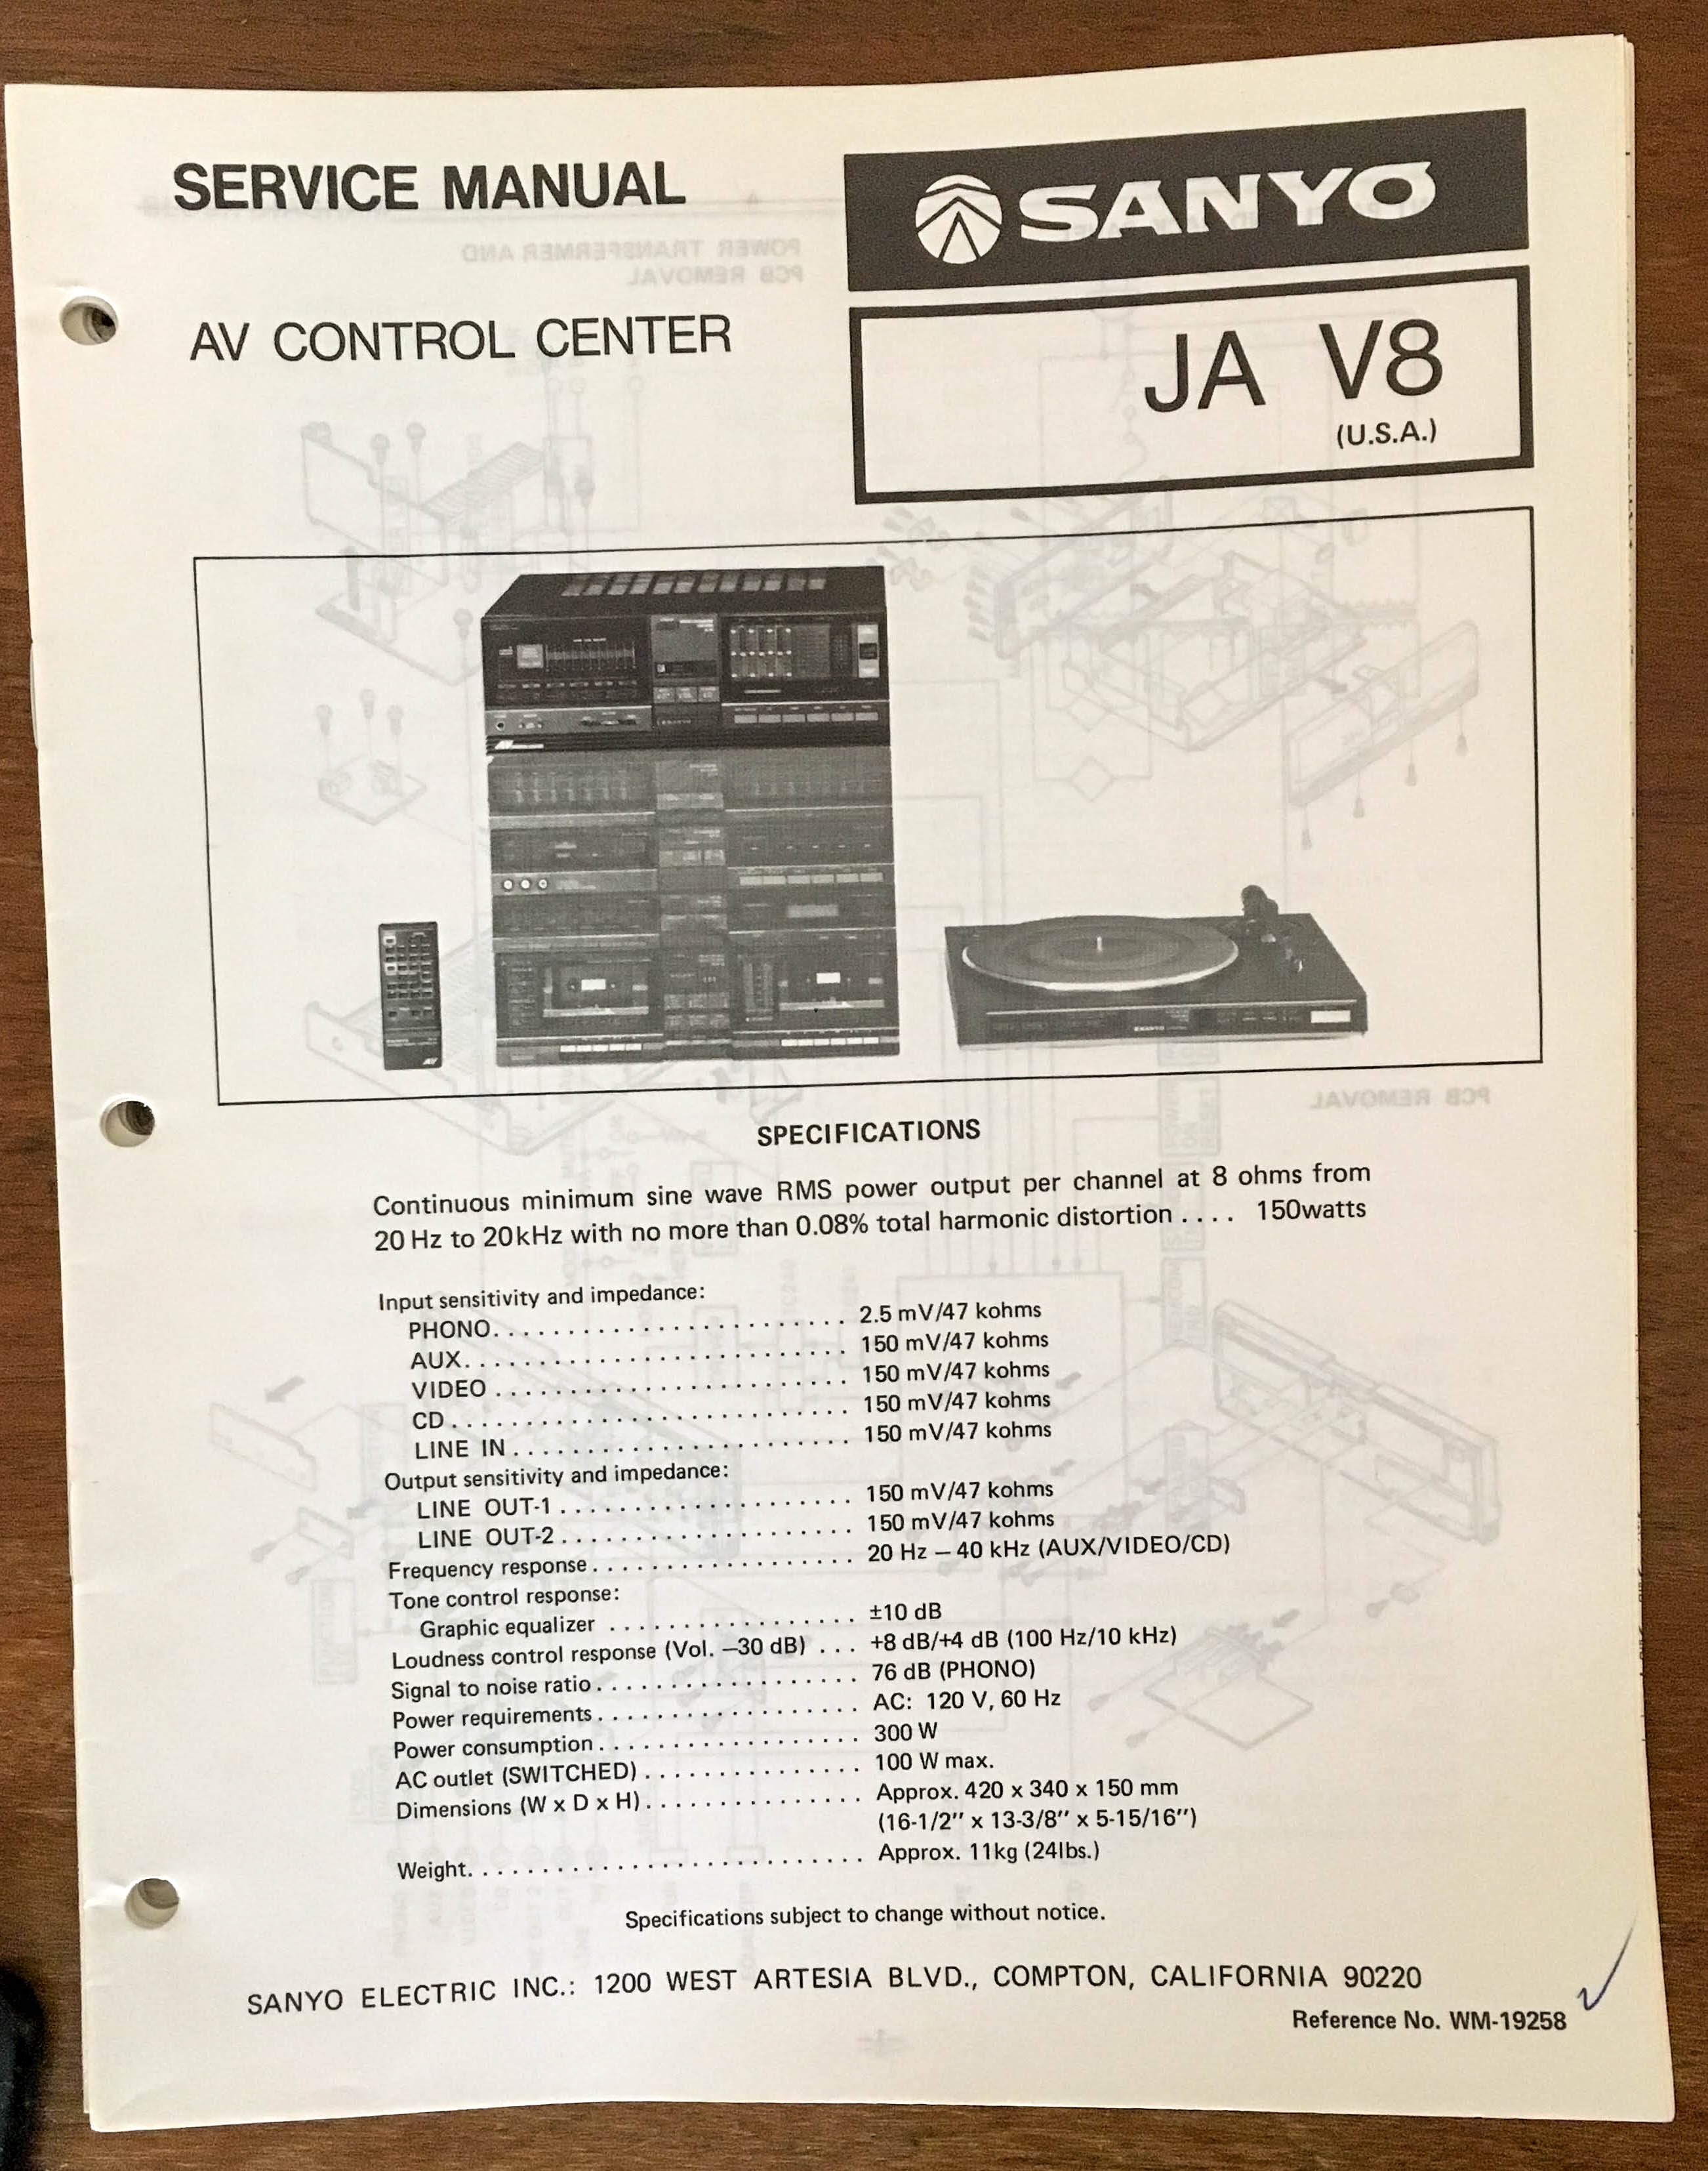 SERVICE MANUAL
SANYO
AV CONTROL CENTER
JA V8
(U.S.A.)
POWER TRANSFERMER AND
PCB REMOVAL
SANYO
PCB REMOVAL
SPECIFICATIONS
Continuous minimum sine wave RMS power output per channel at 8 ohms from
20 Hz to 20kHz with no more than 0.08% total harmonic distortion .... 150watts
Input sensitivity and impedance:
PHONO........................ 2.5 mV/47 kohms
AUX.......................... 150 mV/47 kohms
VIDEO........................ 150 mV/47 kohms
CD........................... 150 mV/47 kohms
LINE IN....................... 150 mV/47 kohms
Output sensitivity and impedance:
LINE OUT-1.................... 150 mV/47 kohms
LINE OUT-2.................... 150 mV/47 kohms
Frequency response.................. 20 Hz – 40 kHz (AUX/VIDEO/CD)
Tone control response:
Graphic equalizer ................. ±10 dB
Loudness control response (Vol. –30 dB) ... +8 dB/+4 dB (100 Hz/10 kHz)
Signal to noise ratio.................. 76 dB (PHONO)
Power requirements.................. AC: 120 V, 60 Hz
Power consumption.................. 300 W
AC outlet (SWITCHED)............... 100 W max.
Dimensions (W x D x H)............... Approx. 420 x 340 x 150 mm
(16-1/2″ x 13-3/8″ x 5-15/16″)
Weight........................... Approx. 11kg (24lbs.)
Specifications subject to change without notice.
SANYO ELECTRIC INC.: 1200 WEST ARTESIA BLVD., COMPTON, CALIFORNIA 90220
Reference No. WM-19258